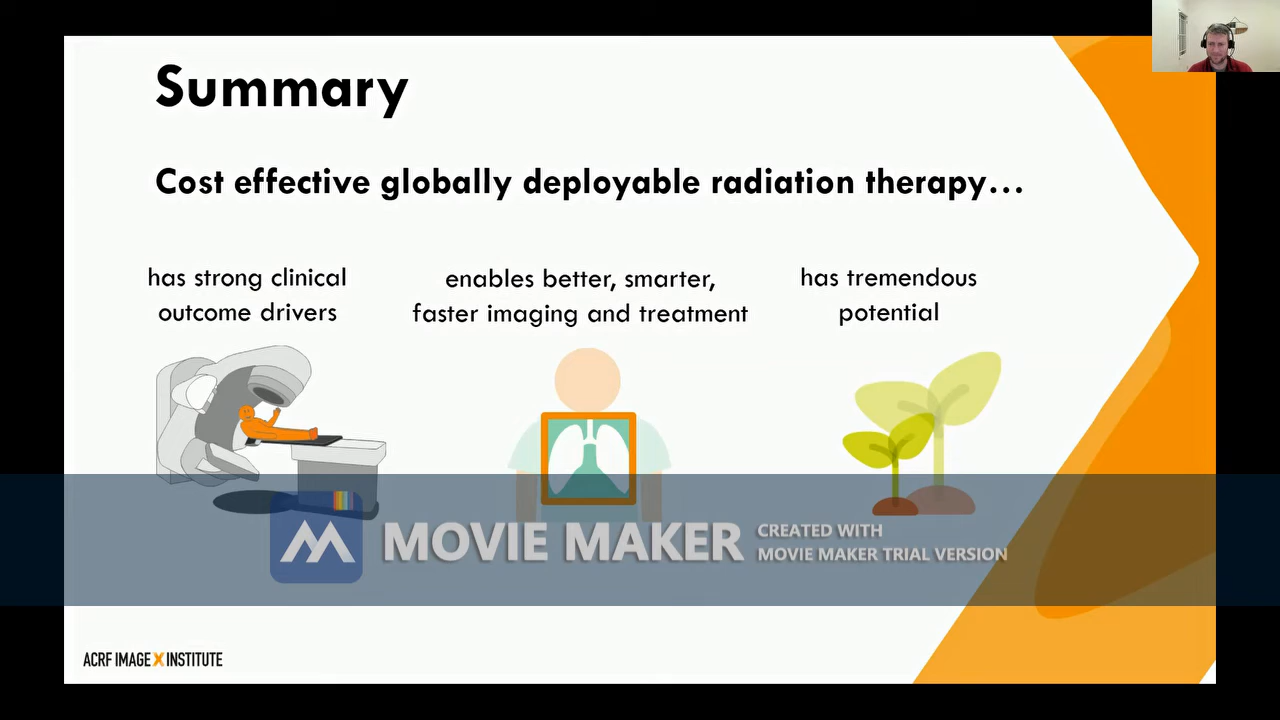 Summary
Cost effective globally deployable radiation therapy…
has strong clinical
outcome drivers
enables better, smarter,
faster imaging and treatment
has tremendous
potential
MOVIE MAKER
CREATED WITH
MOVIE MAKER TRIAL VERSION
ACRF IMAGE X INSTITUTE